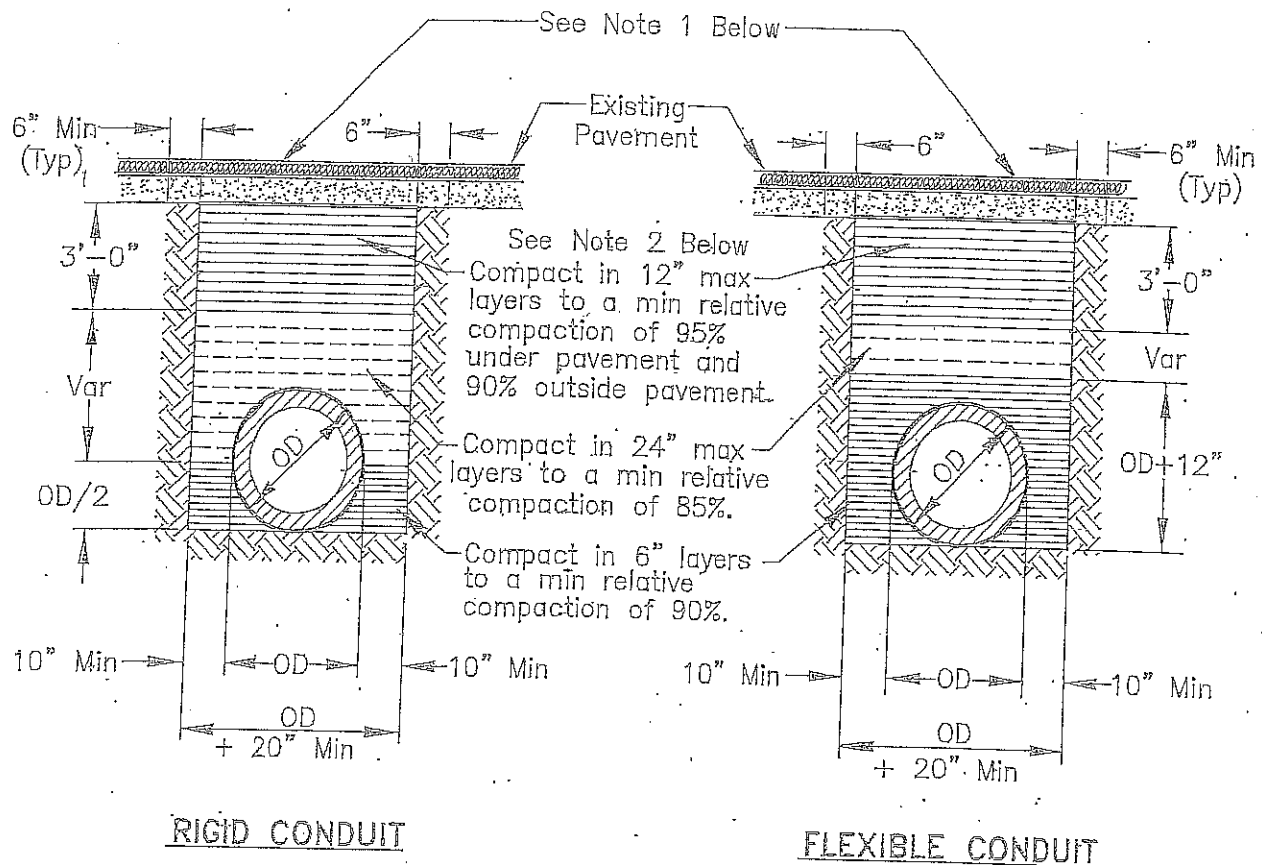 See Note 1 Below
Existing
Pavement
6" Min
(Typ)
6"
6"
6" Min
(Typ)
3'-0"
See Note 2 Below
Compact in 12" max
layers to a min relative
compaction of 95%
under pavement and
90% outside pavement.
3'-0"
Var
Var
OD
Compact in 24" max
layers to a min relative
compaction of 85%.
OD
OD+12"
OD/2
Compact in 6" layers
to a min relative
compaction of 90%.
10" Min
OD
10" Min
10" Min
OD
10" Min
OD
+ 20" Min
OD
+ 20" Min
RIGID CONDUIT
FLEXIBLE CONDUIT